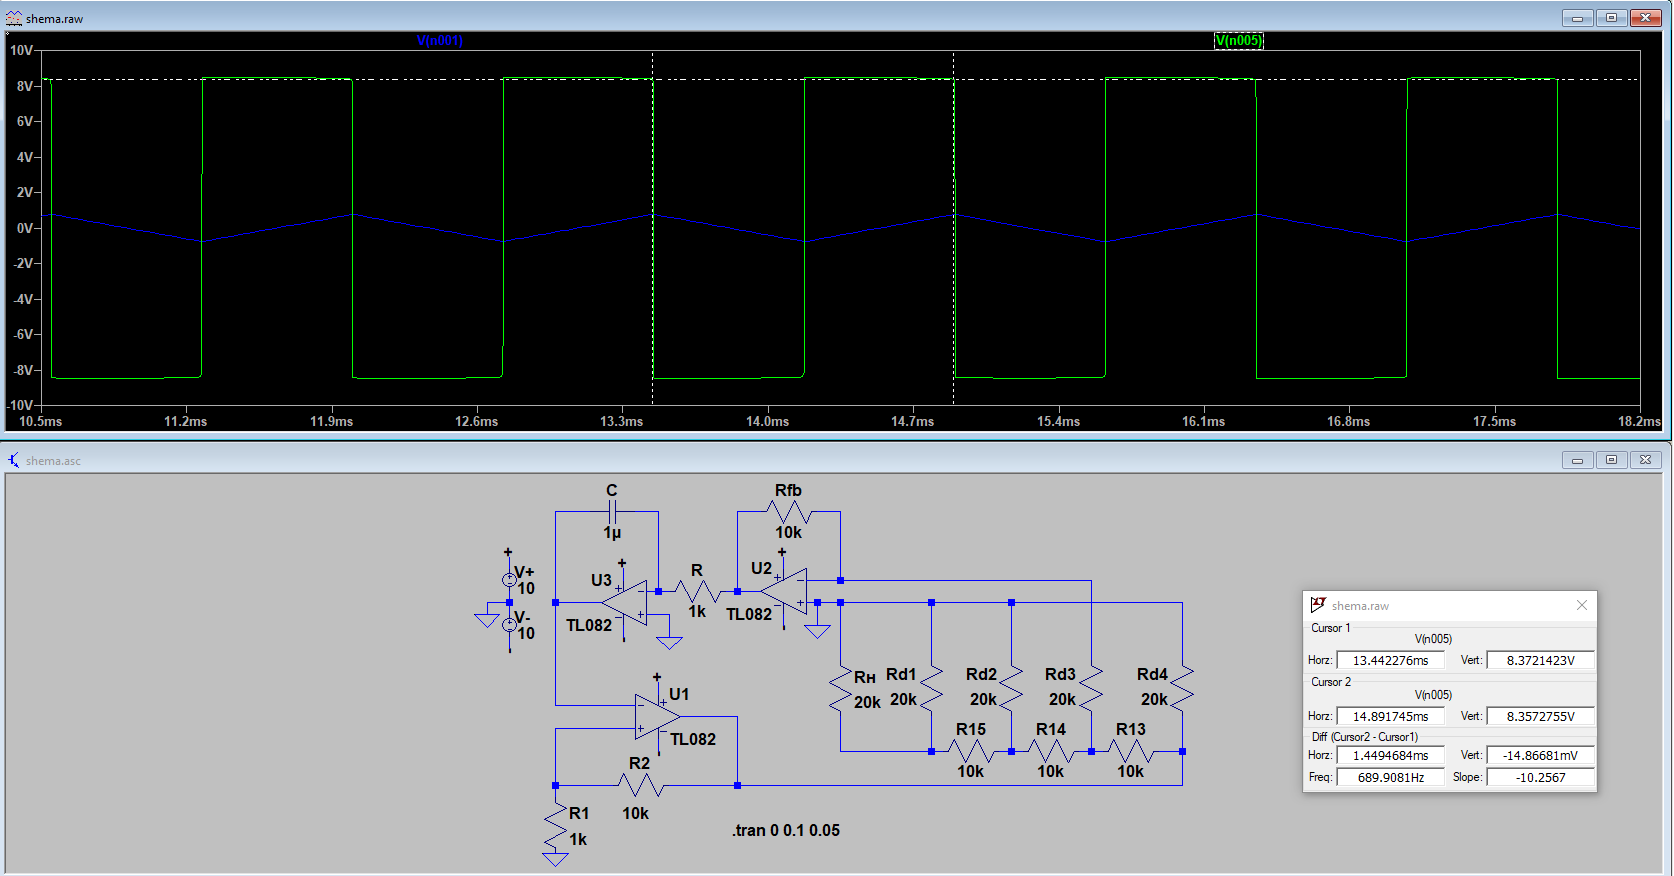 shema.raw
V(n001) V(n005)
10V
8V
6V
4V
2V
0V
-2V
-4V
-6V
-8V
-10V
10.5ms 11.2ms 11.9ms 12.6ms 13.3ms 14.0ms 14.7ms 15.4ms 16.1ms 16.8ms 17.5ms 18.2ms
shema.asc
C
1µ
Rfb
10k
V+
10
V-
10
U3
TL082
R
1k
U2
TL082
U1
TL082
Rн
20k
Rd1
20k
Rd2
20k
Rd3
20k
Rd4
20k
R15
10k
R14
10k
R13
10k
R2
10k
R1
1k
.tran 0 0.1 0.05
shema.raw
Cursor 1
V(n005)
Horz: 13.442276ms Vert: 8.3721423V
Cursor 2
V(n005)
Horz: 14.891745ms Vert: 8.3572755V
Diff (Cursor2 - Cursor1)
Horz: 1.4494684ms Vert: -14.86681mV
Freq: 689.9081Hz Slope: -10.2567